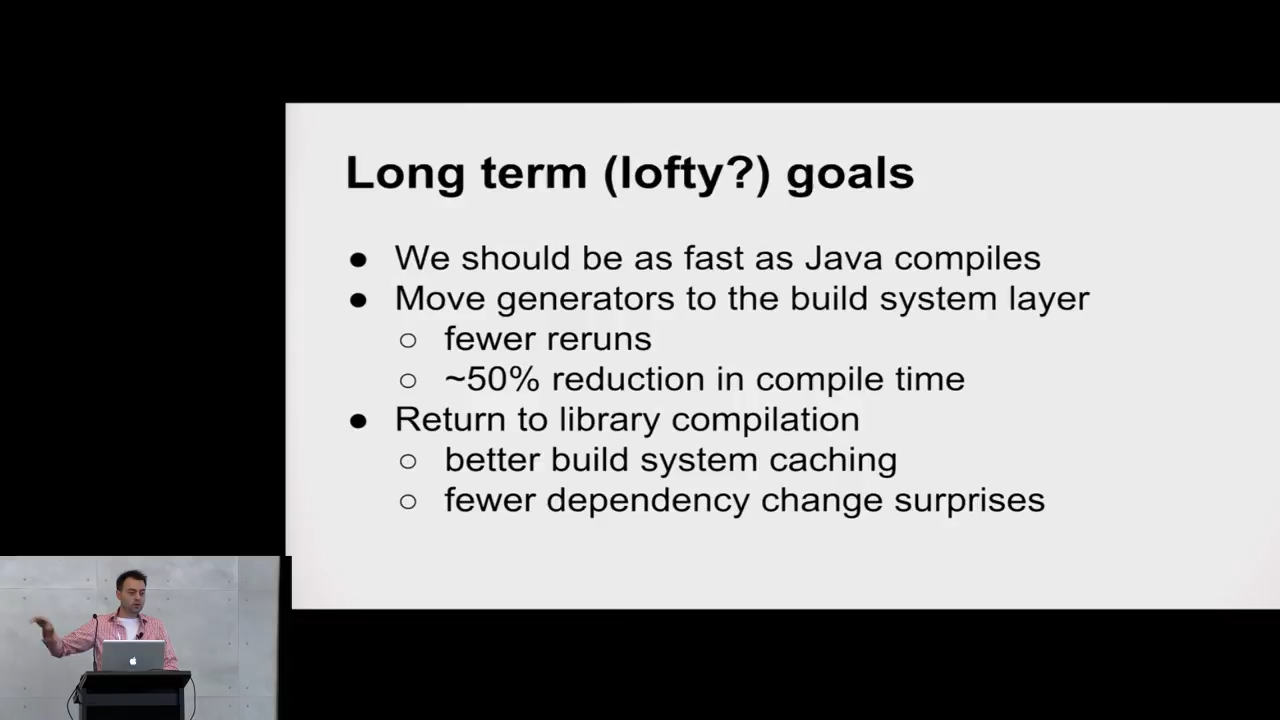 Long term (lofty?) goals
● We should be as fast as Java compiles
● Move generators to the build system layer
○ fewer reruns
○ ~50% reduction in compile time
● Return to library compilation
○ better build system caching
○ fewer dependency change surprises